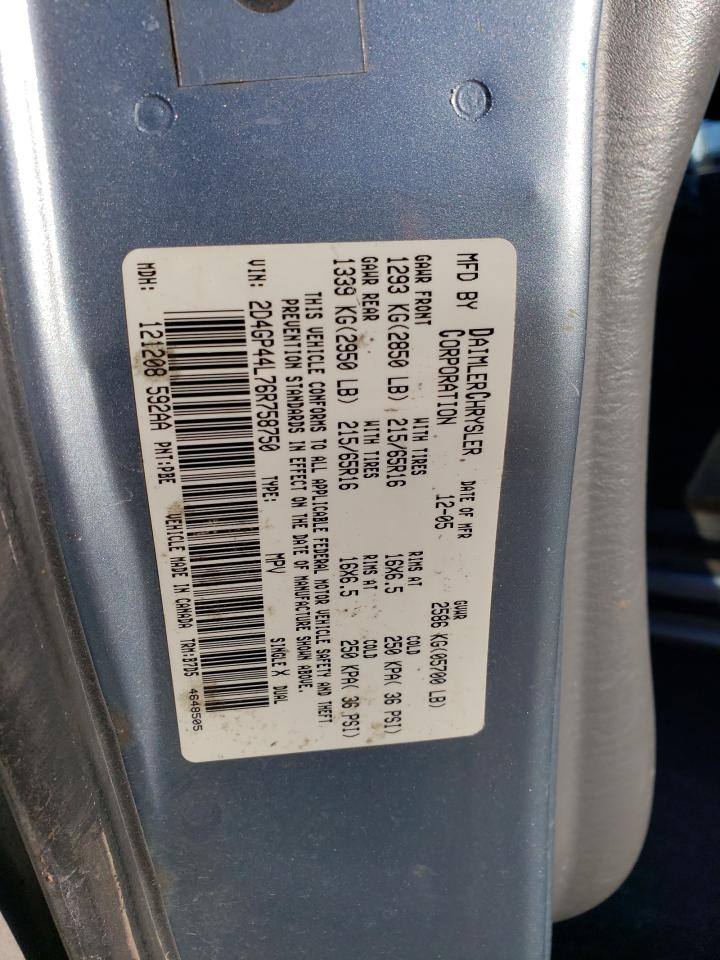 MFD BY DAIMLERCHRYSLER CORPORATION
DATE OF MFR 12-05
GVWR 2586 KG(05700 LB)
GAWR FRONT WITH TIRES RIMS AT COLD
1293 KG(2850 LB) 215/65R16 16X6.5 250 KPA( 36 PSI)
GAWR REAR WITH TIRES RIMS AT COLD
1339 KG(2950 LB) 215/65R16 16X6.5 250 KPA( 36 PSI)
THIS VEHICLE CONFORMS TO ALL APPLICABLE FEDERAL MOTOR VEHICLE SAFETY AND THEFT
PREVENTION STANDARDS IN EFFECT ON THE DATE OF MANUFACTURE SHOWN ABOVE.
VIN: 2D4GP44L76R758750 TYPE: MPV SINGLE X DUAL
MDH: 121208 592AA PNT:PBE VEHICLE MADE IN CANADA TRM:B7D5 4648505